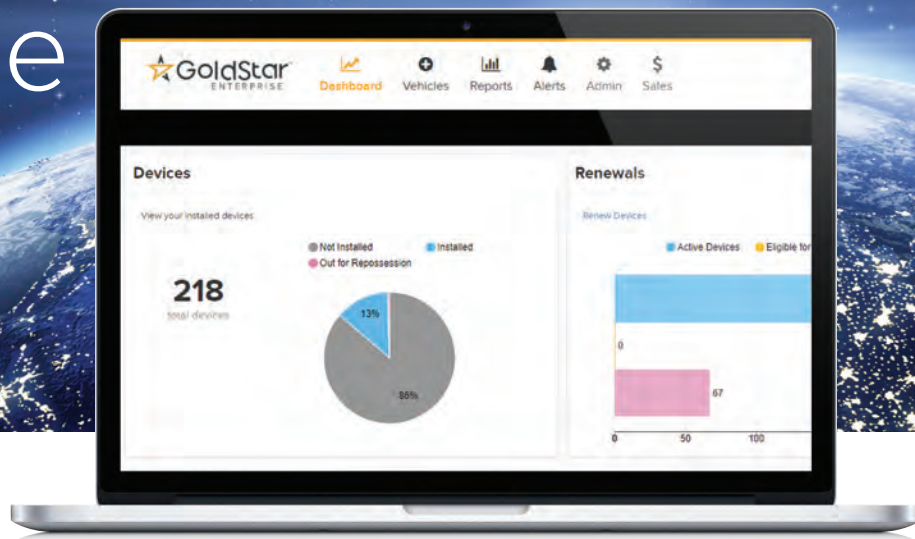 e
GoldStar
ENTERPRISE
Dashboard Vehicles Reports Alerts Admin Sales
Devices
Renewals
View your installed devices
Renew Devices
Not Installed Installed
Out for Repossession
Active Devices Eligible for
218
total devices
13%
86%
0
67
0 50 100